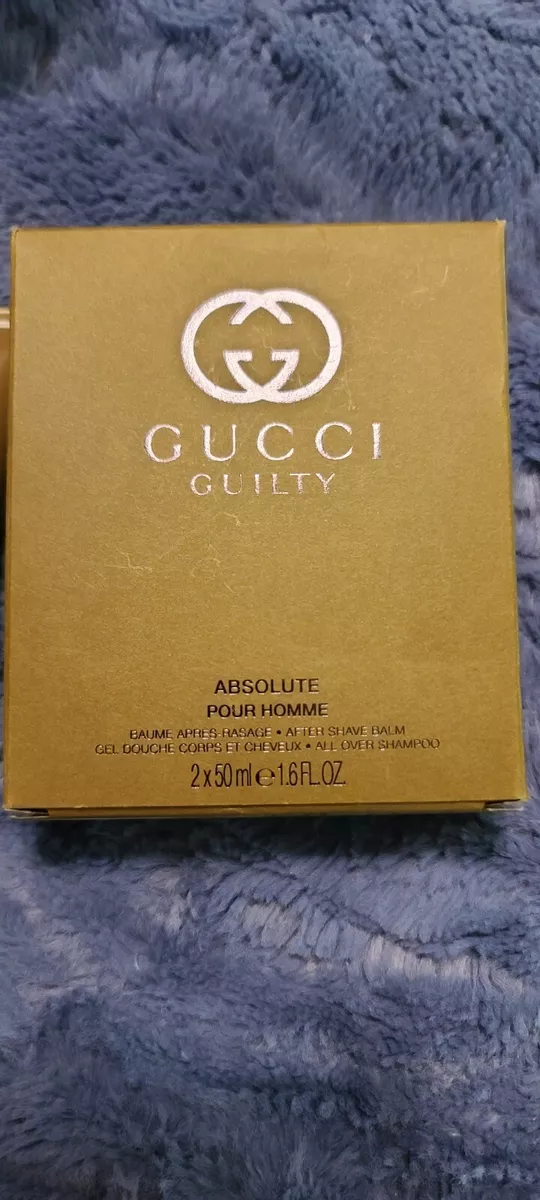 GUCCI
GUILTY
ABSOLUTE
POUR HOMME
BAUME APRÈS-RASAGE • AFTER SHAVE BALM
GEL DOUCHE CORPS ET CHEVEUX • ALL OVER SHAMPOO
2 x 50 ml e 1.6 FL.OZ.